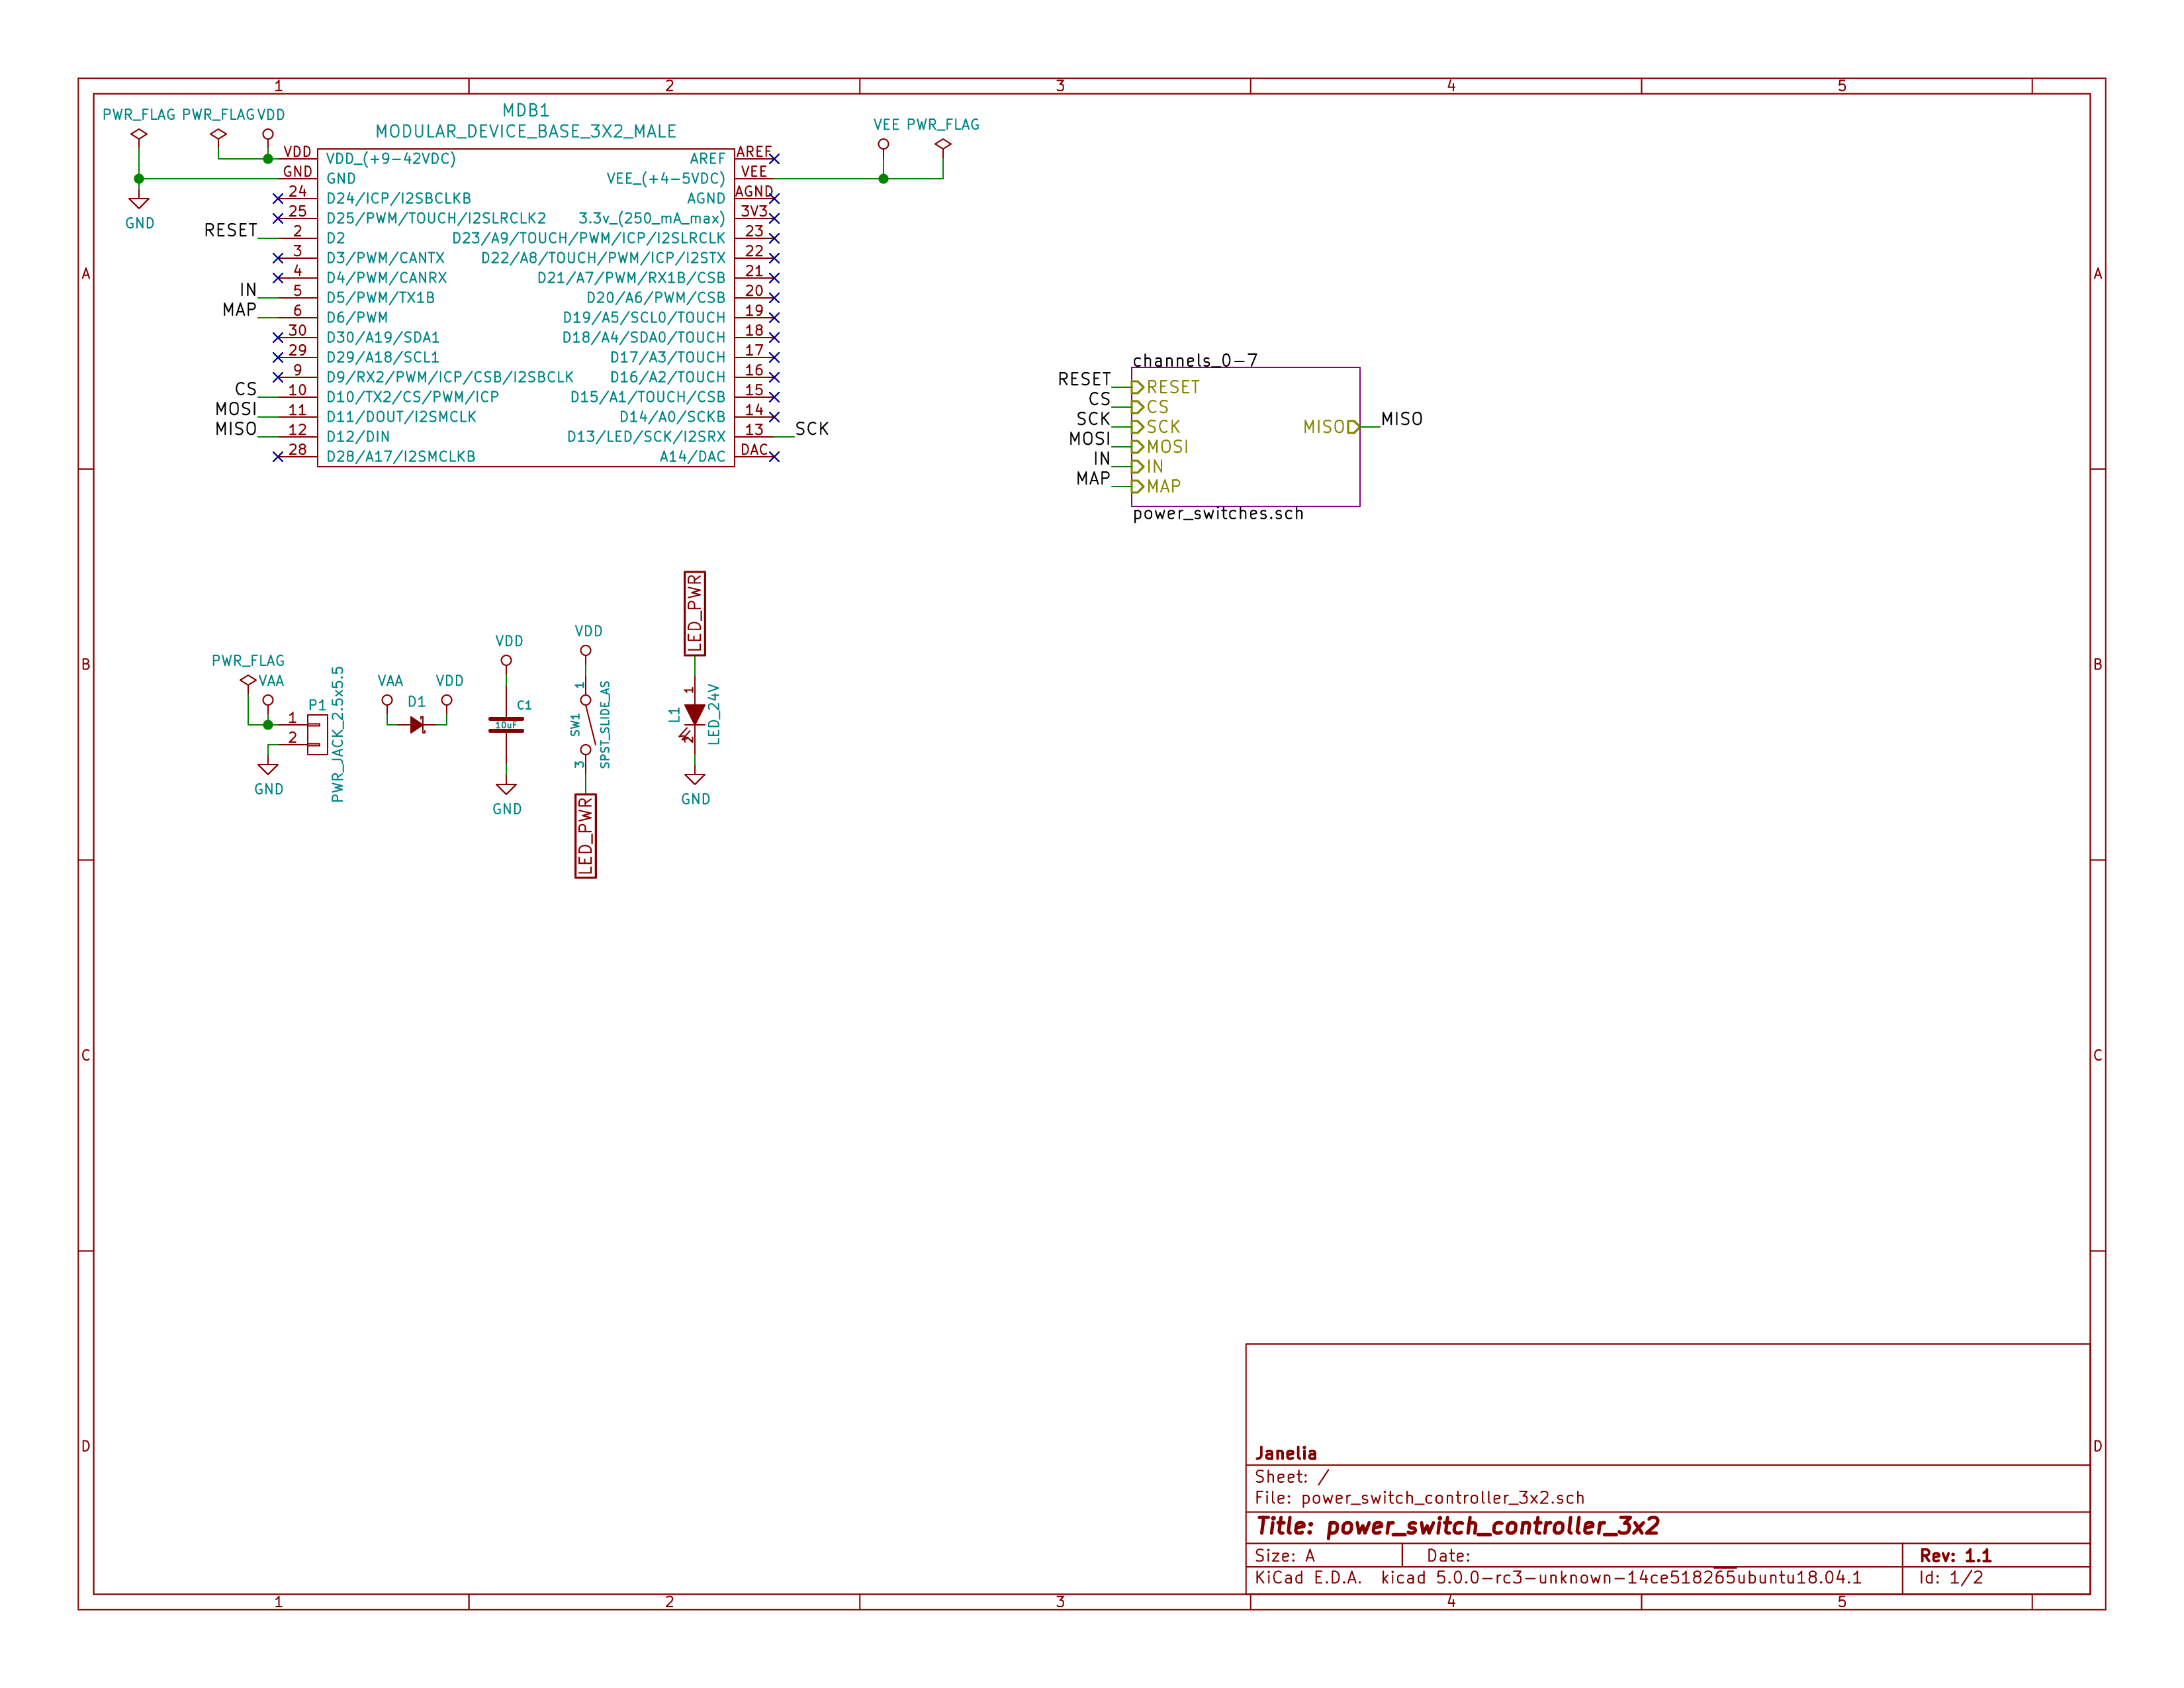 1 2 3 4 5
A
B
C
D
A
B
C
D
1 2 3 4 5
PWR_FLAG PWR_FLAG VDD
GND
MDB1
MODULAR_DEVICE_BASE_3X2_MALE
VDD VDD_(+9-42VDC) AREF AREF
GND GND VEE_(+4-5VDC) VEE
24 D24/ICP/I2SBCLKB AGND AGND
25 D25/PWM/TOUCH/I2SLRCLK2 3.3v_(250_mA_max) 3V3
RESET 2 D2 D23/A9/TOUCH/PWM/ICP/I2SLRCLK 23
3 D3/PWM/CANTX D22/A8/TOUCH/PWM/ICP/I2STX 22
4 D4/PWM/CANRX D21/A7/PWM/RX1B/CSB 21
IN 5 D5/PWM/TX1B D20/A6/PWM/CSB 20
MAP 6 D6/PWM D19/A5/SCL0/TOUCH 19
30 D30/A19/SDA1 D18/A4/SDA0/TOUCH 18
29 D29/A18/SCL1 D17/A3/TOUCH 17
9 D9/RX2/PWM/ICP/CSB/I2SBCLK D16/A2/TOUCH 16
CS 10 D10/TX2/CS/PWM/ICP D15/A1/TOUCH/CSB 15
MOSI 11 D11/DOUT/I2SMCLK D14/A0/SCKB 14
MISO 12 D12/DIN D13/LED/SCK/I2SRX 13 SCK
28 D28/A17/I2SMCLKB A14/DAC DAC
VEE PWR_FLAG
channels_0-7
RESET RESET
CS CS
SCK SCK MISO MISO
MOSI MOSI
IN IN
MAP MAP
power_switches.sch
PWR_FLAG
VAA
P1
1
2
PWR_JACK_2.5x5.5
GND
VAA D1 VDD
VDD
C1
10uF
GND
VDD
1
SW1
SPST_SLIDE_AS
3
LED_PWR
LED_PWR
1
L1
LED_24V
2
GND
Janelia
Sheet: /
File: power_switch_controller_3x2.sch
Title: power_switch_controller_3x2
Size: A Date: Rev: 1.1
KiCad E.D.A. kicad 5.0.0-rc3-unknown-14ce518265ubuntu18.04.1 Id: 1/2